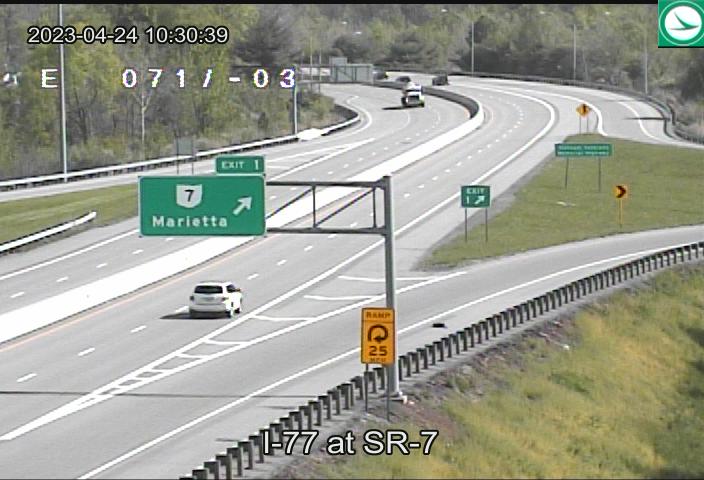 2023-04-24 10:30:39
E 071/-03
EXIT 1
7
Marietta
EXIT
1
RAMP
25
MPH
I-77 at SR-7